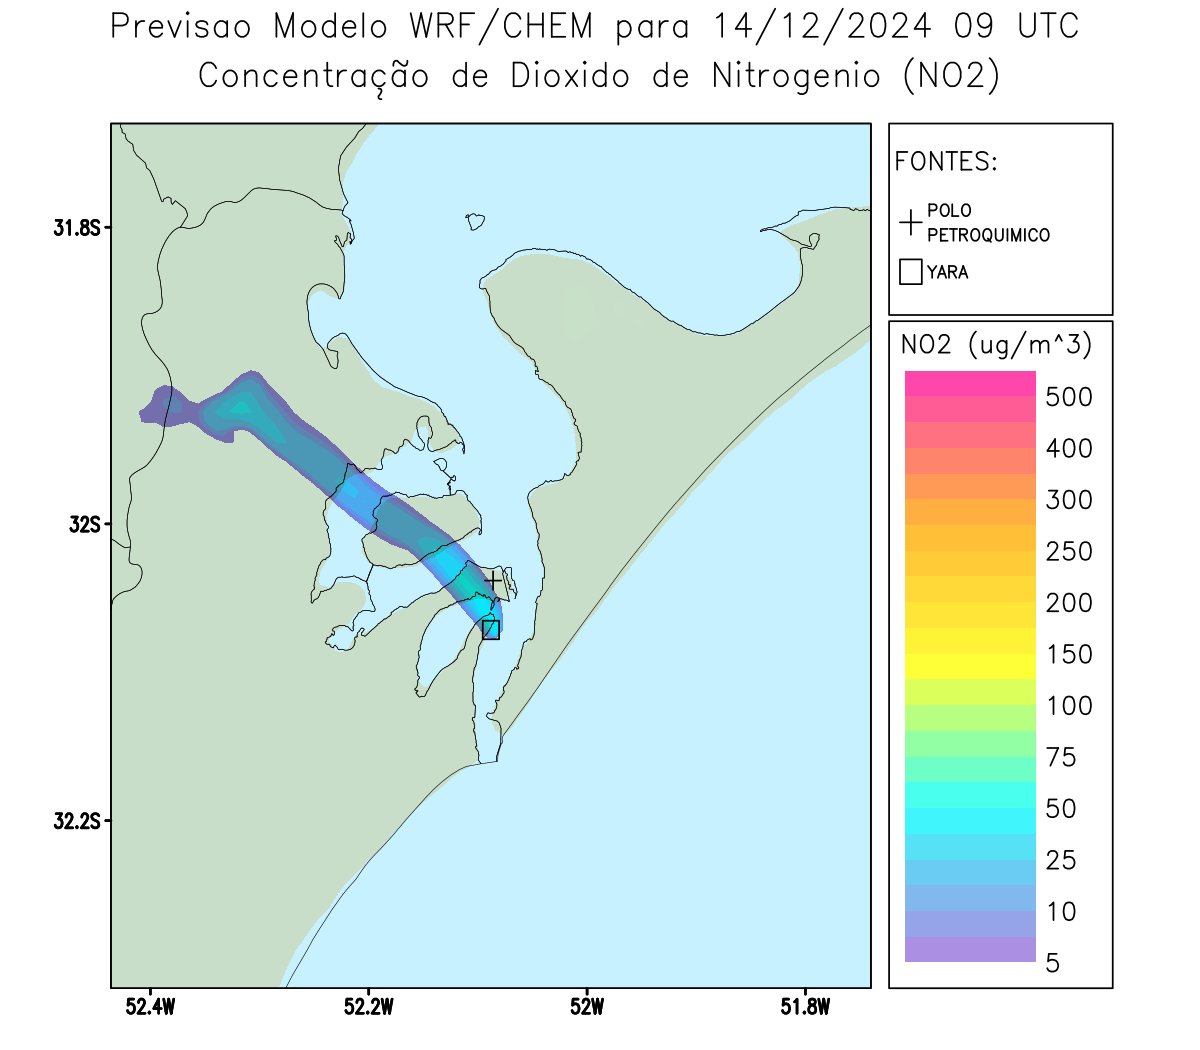 Previsao Modelo WRF/CHEM para 14/12/2024 09 UTC
Concentração de Dioxido de Nitrogenio (NO2)
FONTES:
POLO
PETROQUIMICO
YARA
31.8S
32S
32.2S
52.4W
52.2W
52W
51.8W
NO2 (ug/m^3)
500
400
300
250
200
150
100
75
50
25
10
5